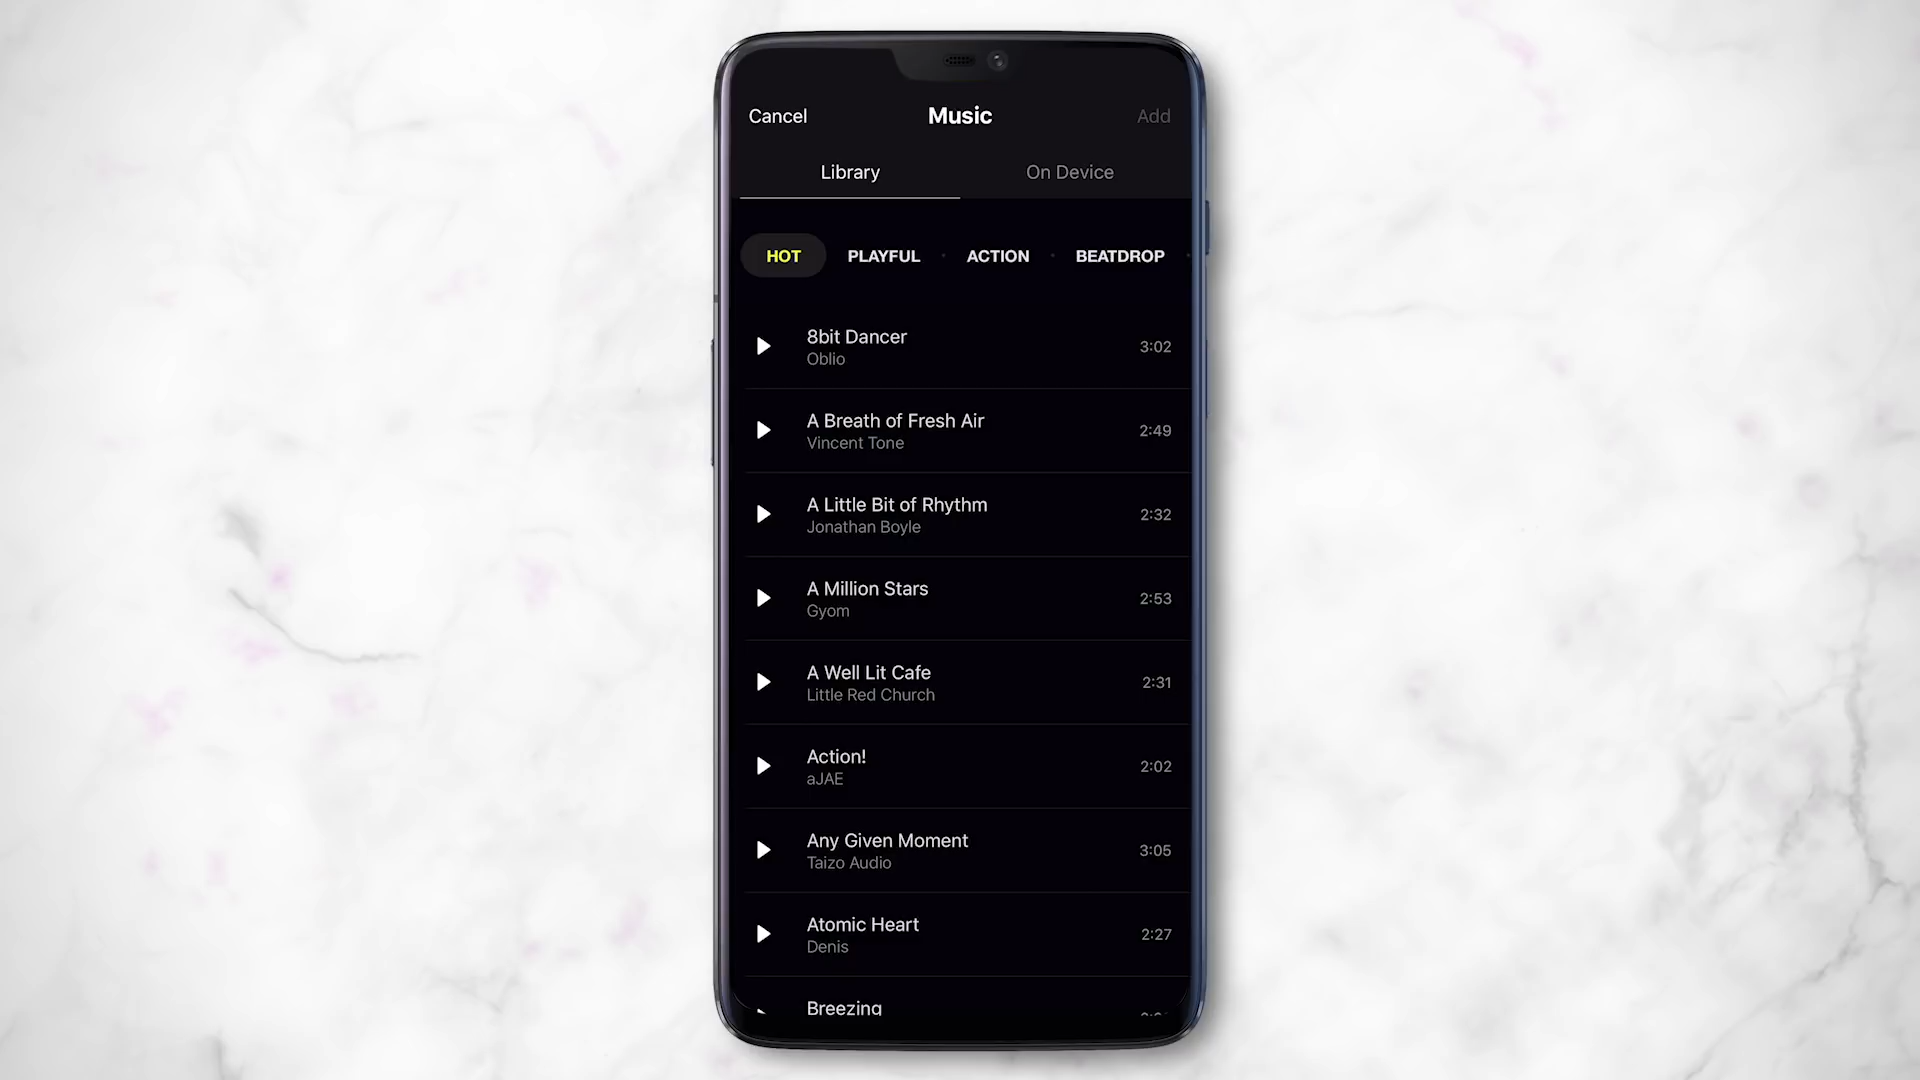 Cancel Music Add
Library On Device
HOT PLAYFUL · ACTION · BEATDROP ·
8bit Dancer
Oblio
3:02
A Breath of Fresh Air
Vincent Tone
2:49
A Little Bit of Rhythm
Jonathan Boyle
2:32
A Million Stars
Gyom
2:53
A Well Lit Cafe
Little Red Church
2:31
Action!
aJAE
2:02
Any Given Moment
Taizo Audio
3:05
Atomic Heart
Denis
2:27
Breezing